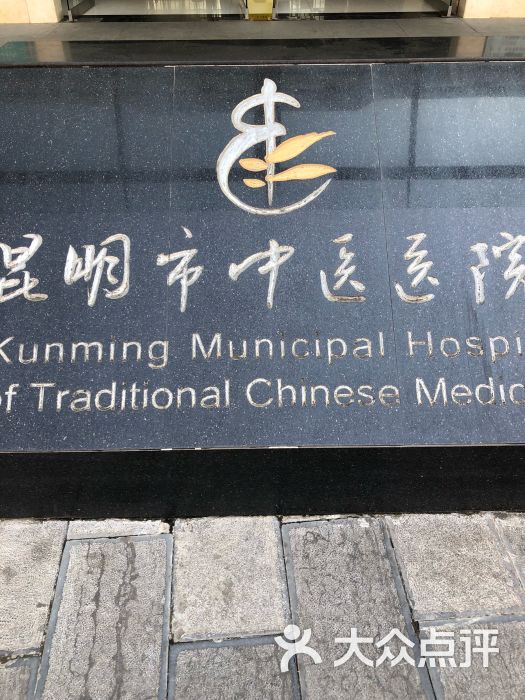 昆明市中医医院
Kunming Municipal Hospi
of Traditional Chinese Medic
大众点评